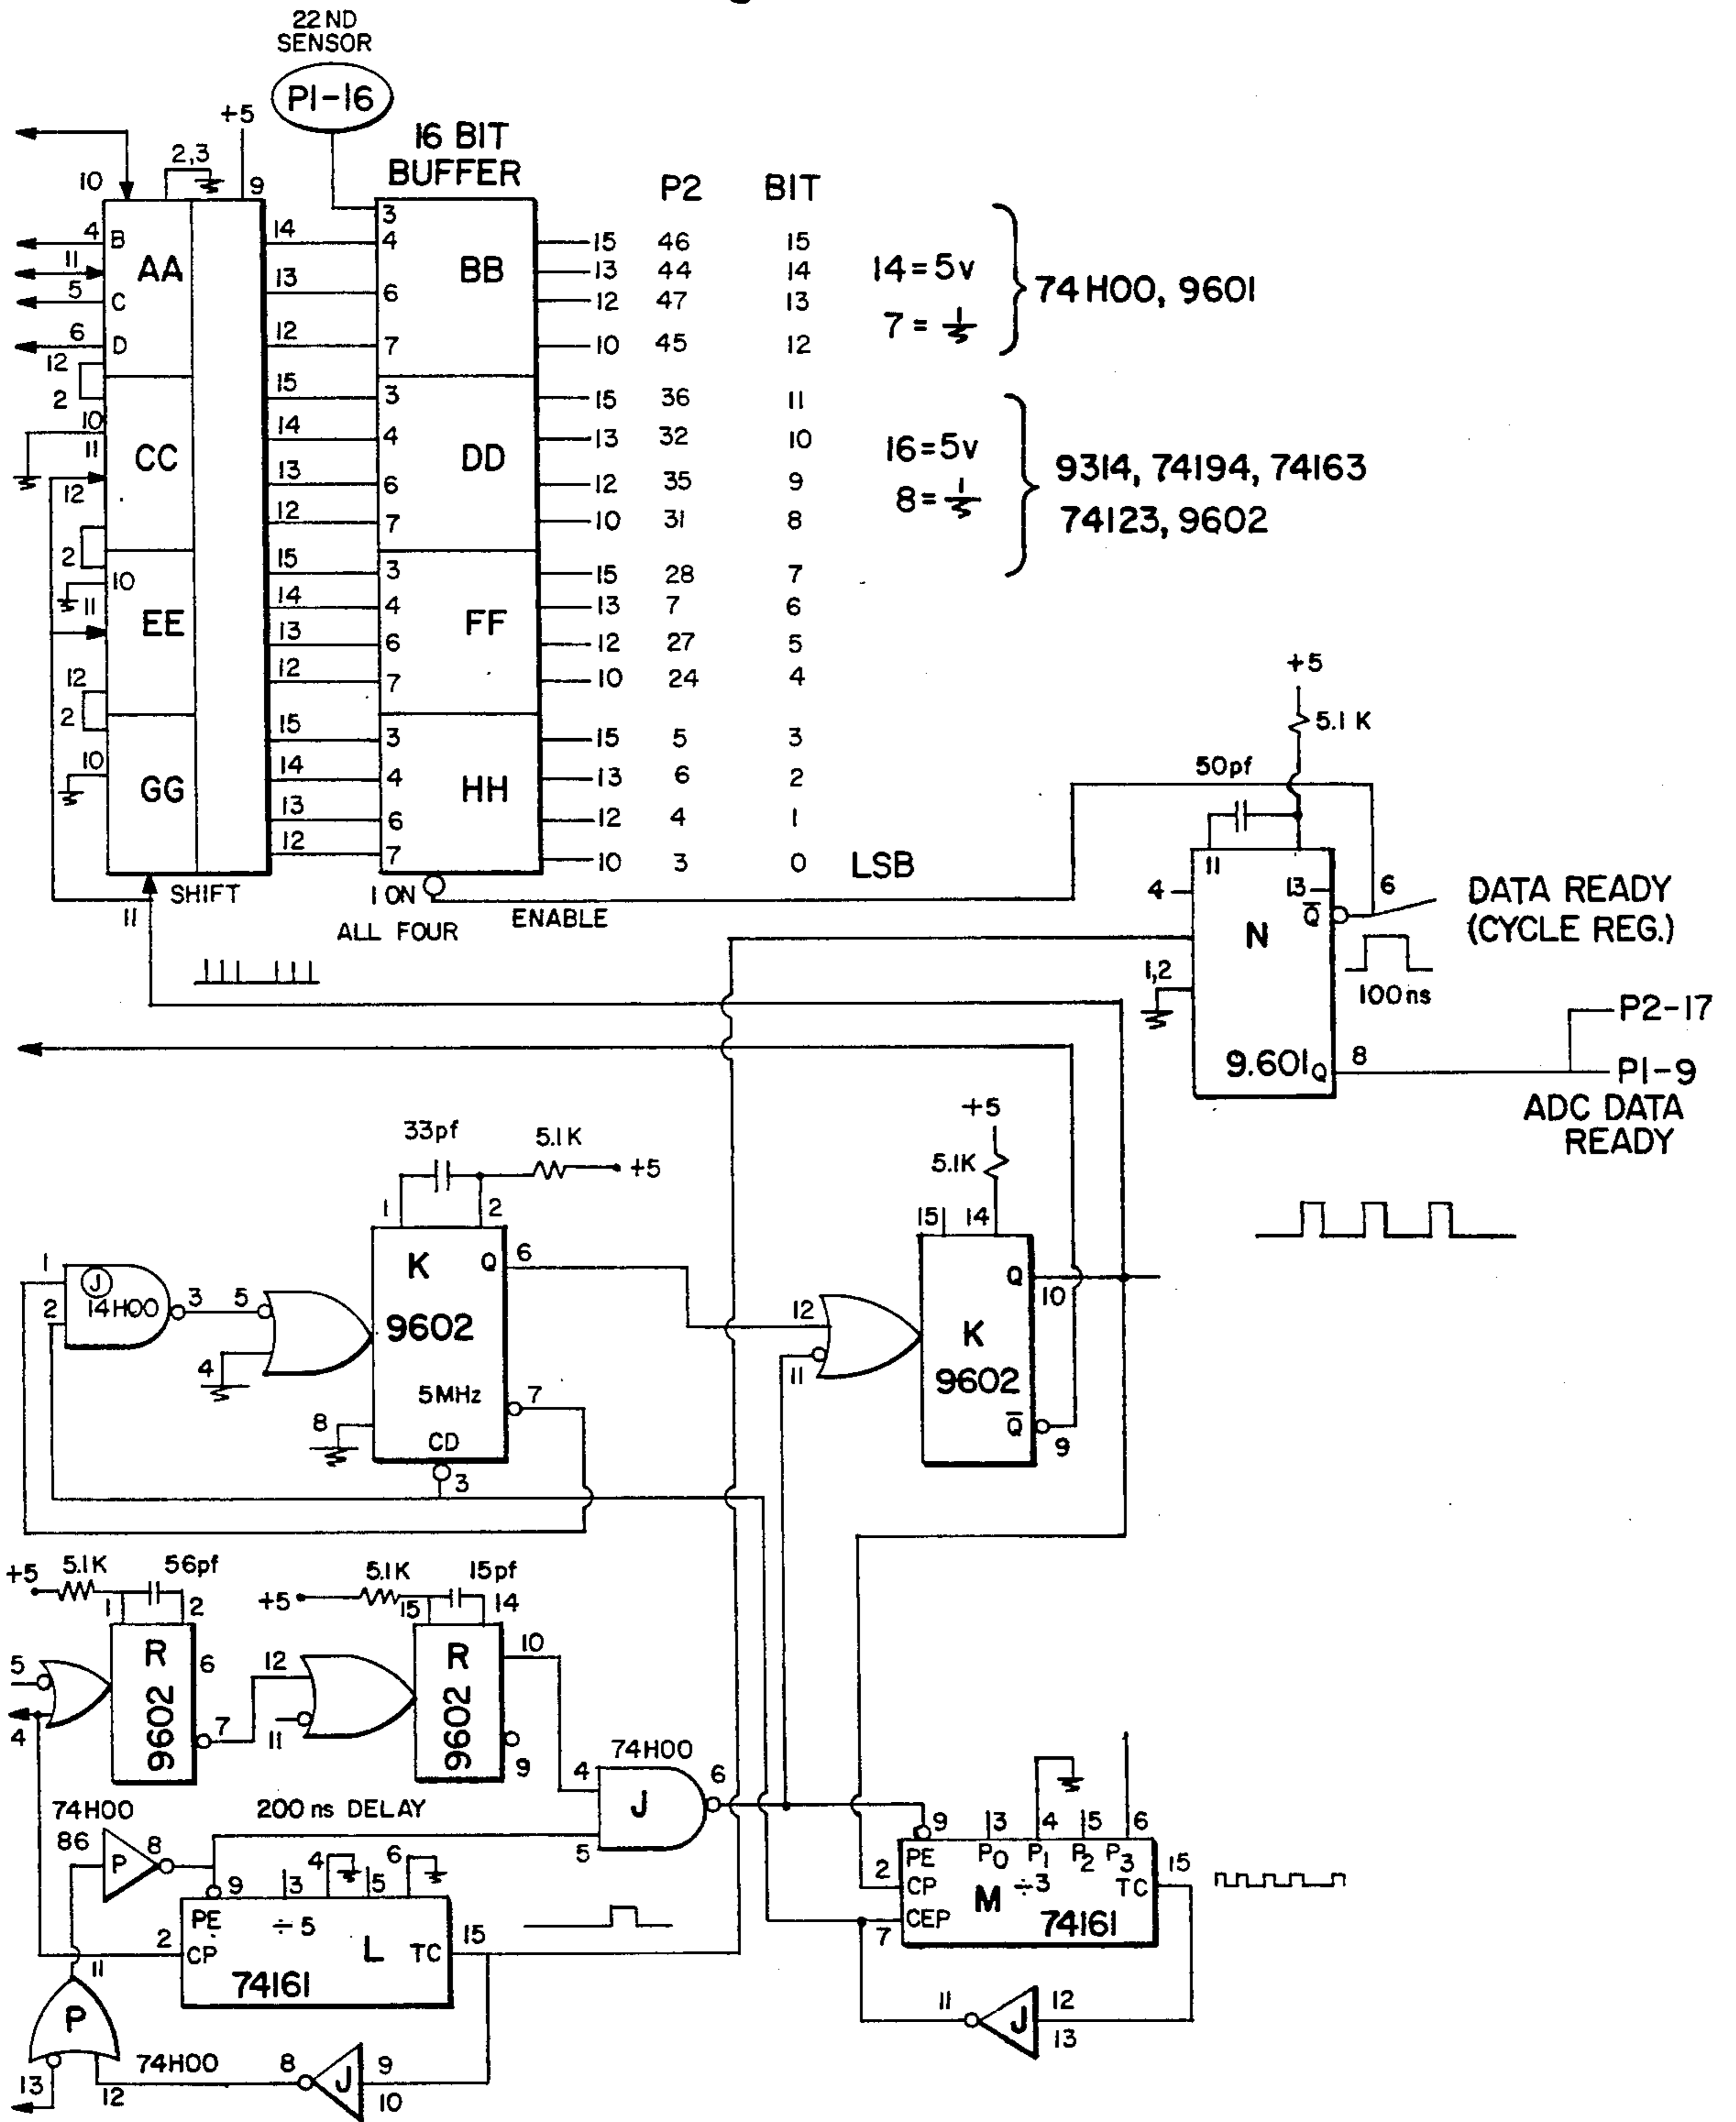 22ND
SENSOR
P1-16
+5
16 BIT
BUFFER
P2 BIT
2,3
10
9
3
4 B
AA
14
4
BB
15 46 15
11
13
6
13 44 14
5 C
12 47 13
6 D
12
7
10 45 12
14=5v
7 =
74H00, 9601
12
2
15
3
15 36 11
10
11
CC
14
4
DD
13 32 10
12
13
6
12 35 9
12
7
10 31 8
16=5v
8=
9314, 74194, 74163
74123, 9602
2
10
15
3
15 28 7
11
EE
14
4
FF
13 7 6
13
6
12 27 5
12
12
7
10 24 4
2
15
3
15 5 3
10
GG
14
4
HH
13 6 2
13
6
12 4 1
12
7
10 3 0 LSB
11
SHIFT
1 ON
ALL FOUR
ENABLE
+5
5.1 K
50pf
11
4
13
Q
6
N
1,2
9.601
Q
8
DATA READY
(CYCLE REG.)
100ns
P2-17
P1-9
ADC DATA
READY
33pf
5.1K
+5
1
2
K
Q
6
9602
5MHz
7
8
CD
3
1
2
J
14H00
3
5
4
+5
5.1K
15
14
12
11
Q
10
K
9602
Q
9
+5
5.1K
56pf
1
2
5
4
R
9602
6
7
+5
5.1K
15pf
15
14
12
11
R
9602
10
9
74H00
4
5
J
6
74H00
86
P
8
200 ns DELAY
9
3
4
5
6
PE
÷5
2
CP
L
TC
15
74161
11
P
13
12
74H00
8
J
9
10
9
3
4
5
6
PE
P0
P1
P2
P3
2
CP
M
÷3
TC
15
CEP
7
74161
11
J
12
13